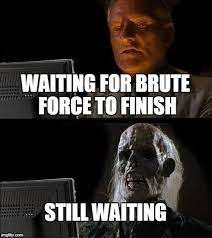 WAITING FOR BRUTE
FORCE TO FINISH
STILL WAITING
imgflip.com